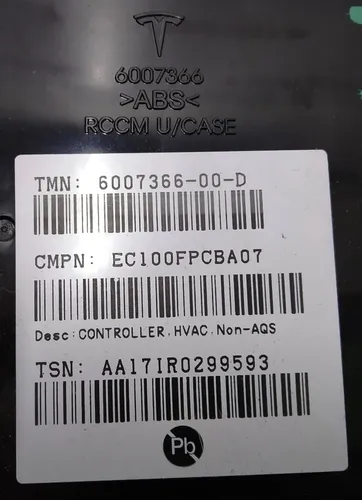 6007366
>ABS<
RCCM U/CASE
TMN: 6007366-00-D
CMPN: EC100FPCBA07
Desc:CONTROLLER,HVAC,Non-AQS
TSN: AA17IR0299593
Pb